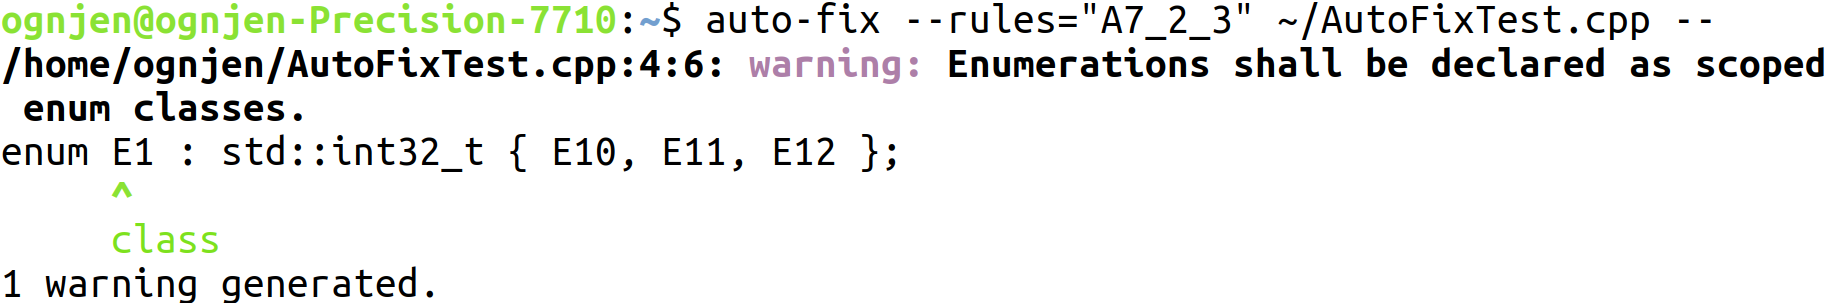 ognjen@ognjen-Precision-7710:~$ auto-fix --rules="A7_2_3" ~/AutoFixTest.cpp --
/home/ognjen/AutoFixTest.cpp:4:6: warning: Enumerations shall be declared as scoped
 enum classes.
enum E1 : std::int32_t { E10, E11, E12 };
     ^
     class
1 warning generated.